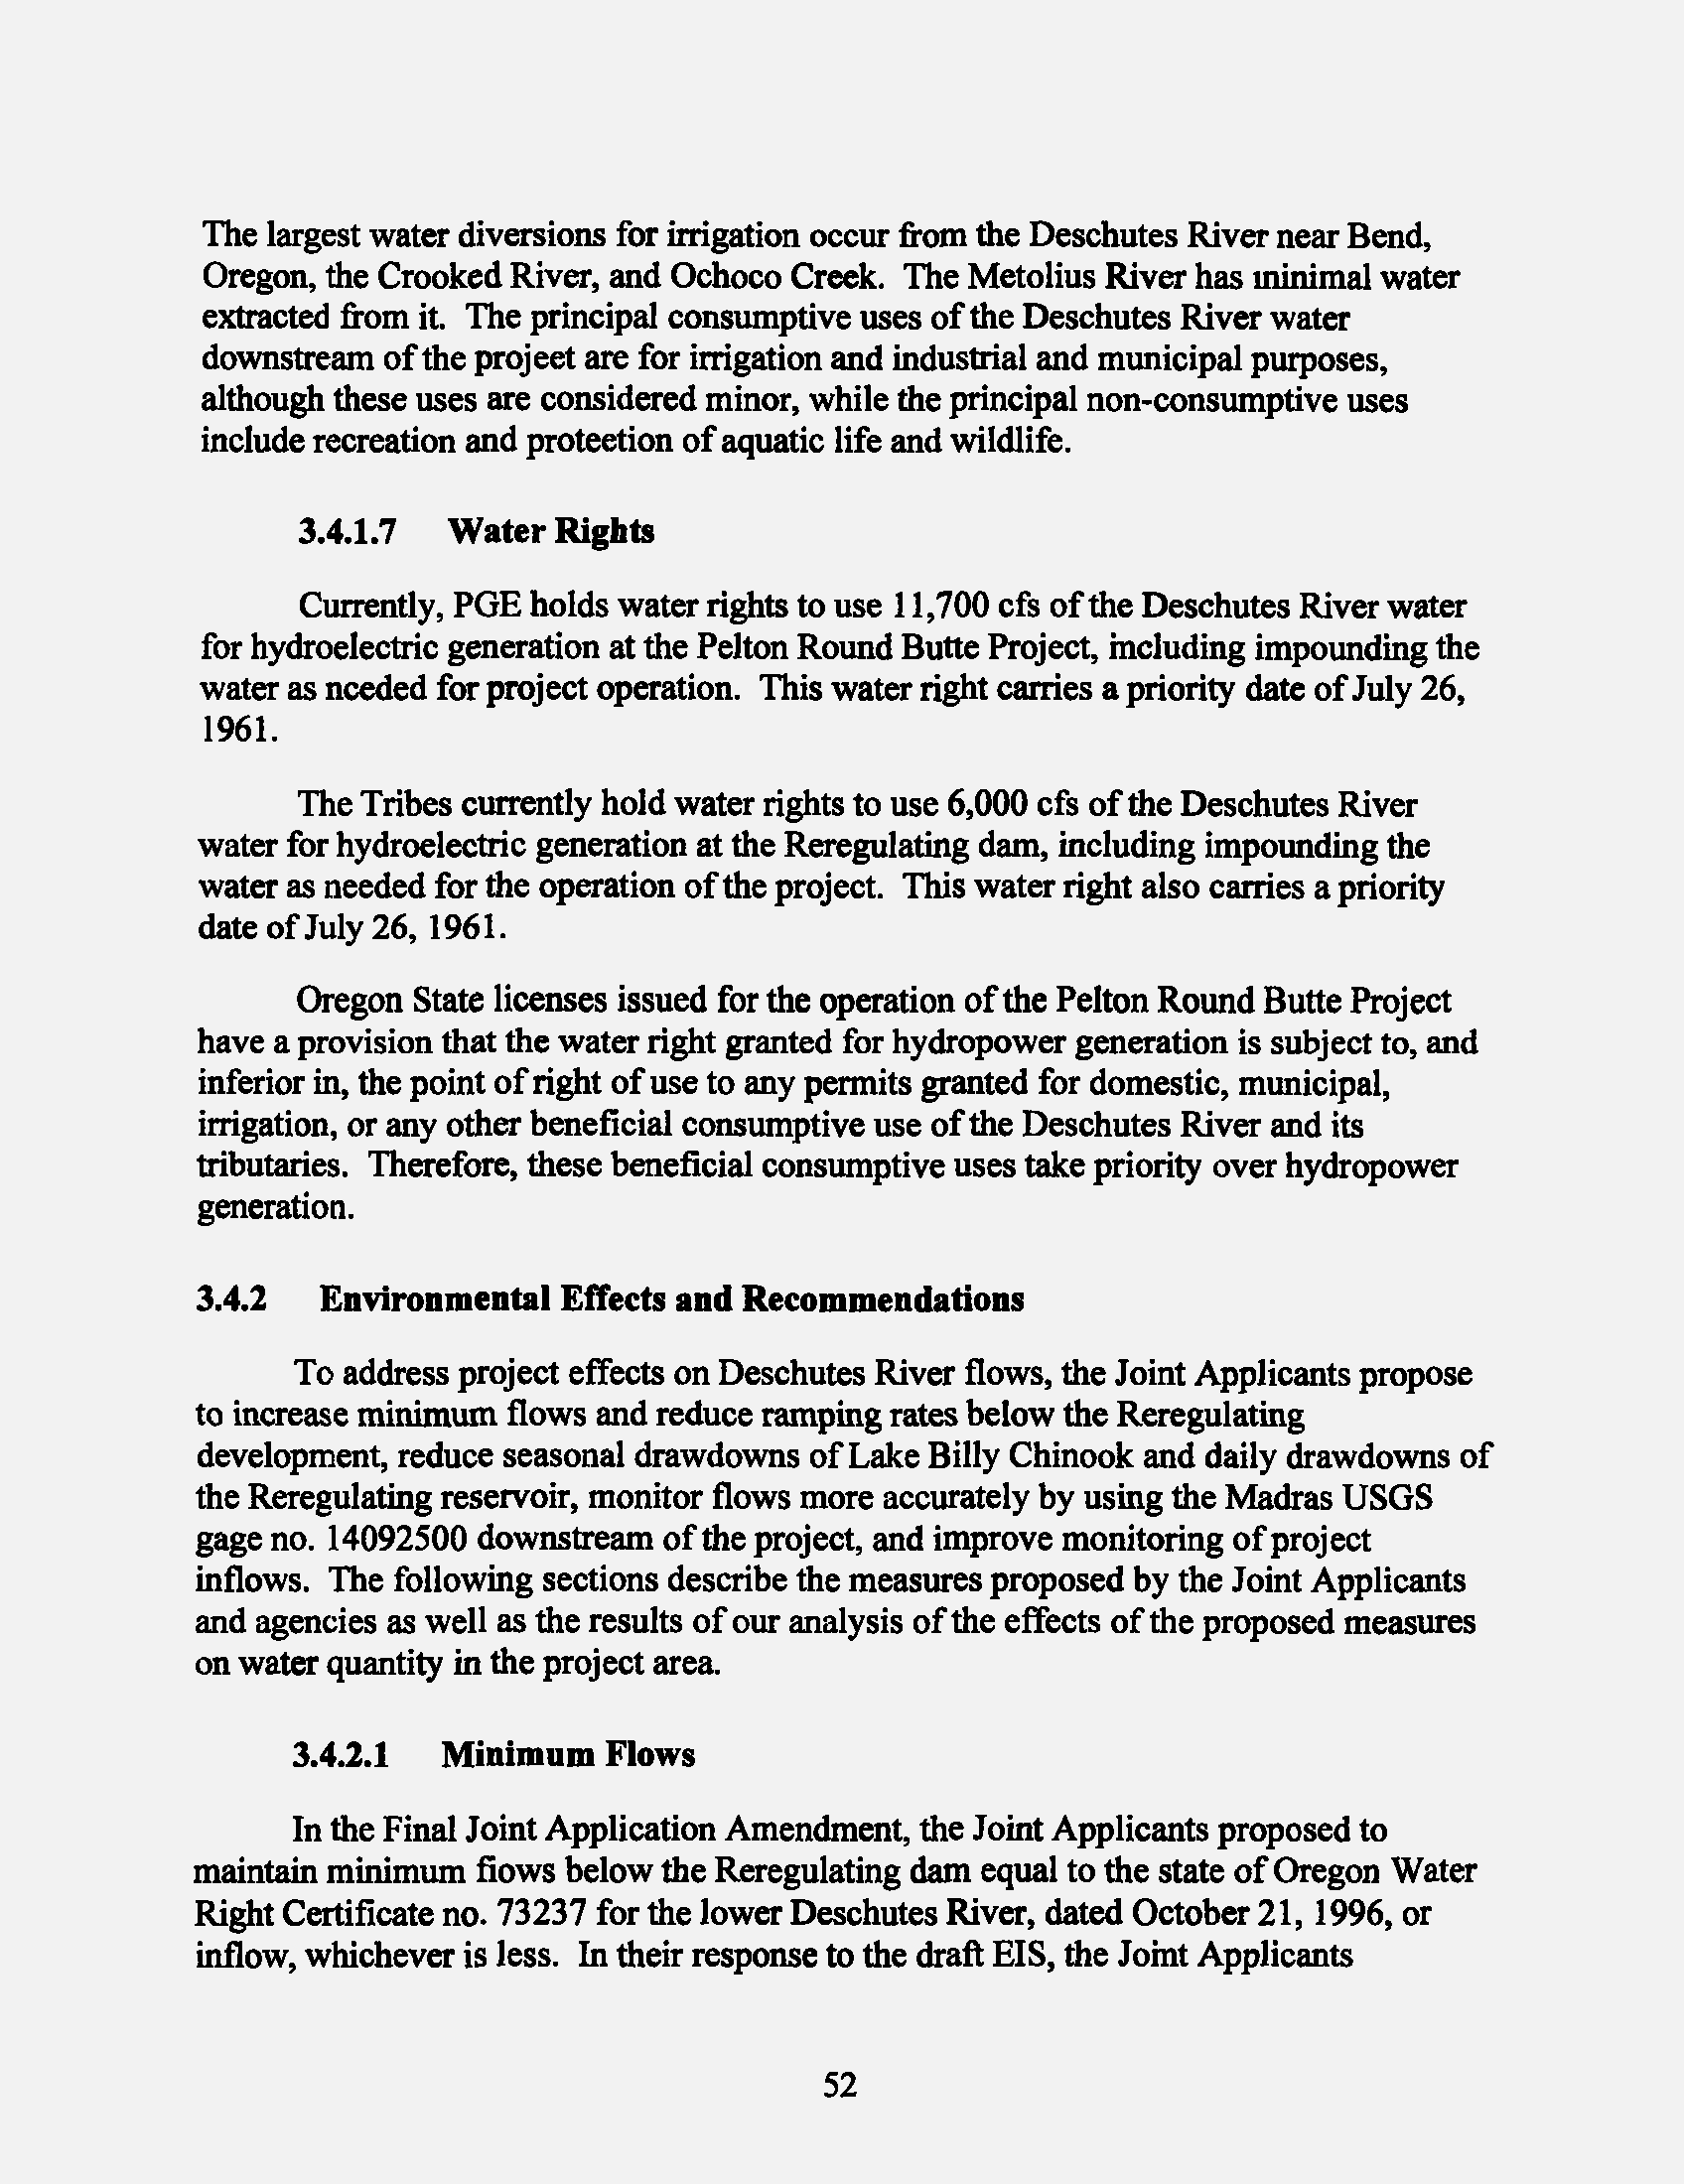 The largest water diversions for irrigation occur from the Deschutes River near Bend,
Oregon, the Crooked River, and Ochoco Creek. The Metolius River has minimal water
extracted from it. The principal consumptive uses of the Deschutes River water
downstream of the project are for irrigation and industrial and municipal purposes,
although these uses are considered minor, while the principal non-consumptive uses
include recreation and protection of aquatic life and wildlife.
3.4.1.7 Water Rights
Currently, PGE holds water rights to use 11,700 cfs of the Deschutes River water
for hydroelectric generation at the Pelton Round Butte Project, including impounding the
water as needed for project operation. This water right carries a priority date of July 26,
1961.
The Tribes currently hold water rights to use 6,000 cfs of the Deschutes River
water for hydroelectric generation at the Reregulating dam, including impounding the
water as needed for the operation of the project. This water right also carries a priority
date of July 26, 1961.
Oregon State licenses issued for the operation of the Pelton Round Butte Project
have a provision that the water right granted for hydropower generation is subject to, and
inferior in, the point of right of use to any permits granted for domestic, municipal,
irrigation, or any other beneficial consumptive use of the Deschutes River and its
tributaries. Therefore, these beneficial consumptive uses take priority over hydropower
generation.
3.4.2 Environmental Effects and Recommendations
To address project effects on Deschutes River flows, the Joint Applicants propose
to increase minimum flows and reduce ramping rates below the Reregulating
development, reduce seasonal drawdowns of Lake Billy Chinook and daily drawdowns of
the Reregulating reservoir, monitor flows more accurately by using the Madras USGS
gage no. 14092500 downstream of the project, and improve monitoring of project
inflows. The following sections describe the measures proposed by the Joint Applicants
and agencies as well as the results of our analysis of the effects of the proposed measures
on water quantity in the project area.
3.4.2.1 Minimum Flows
In the Final Joint Application Amendment, the Joint Applicants proposed to
maintain minimum flows below the Reregulating dam equal to the state of Oregon Water
Right Certificate no. 73237 for the lower Deschutes River, dated October 21, 1996, or
inflow, whichever is less. In their response to the draft EIS, the Joint Applicants
52